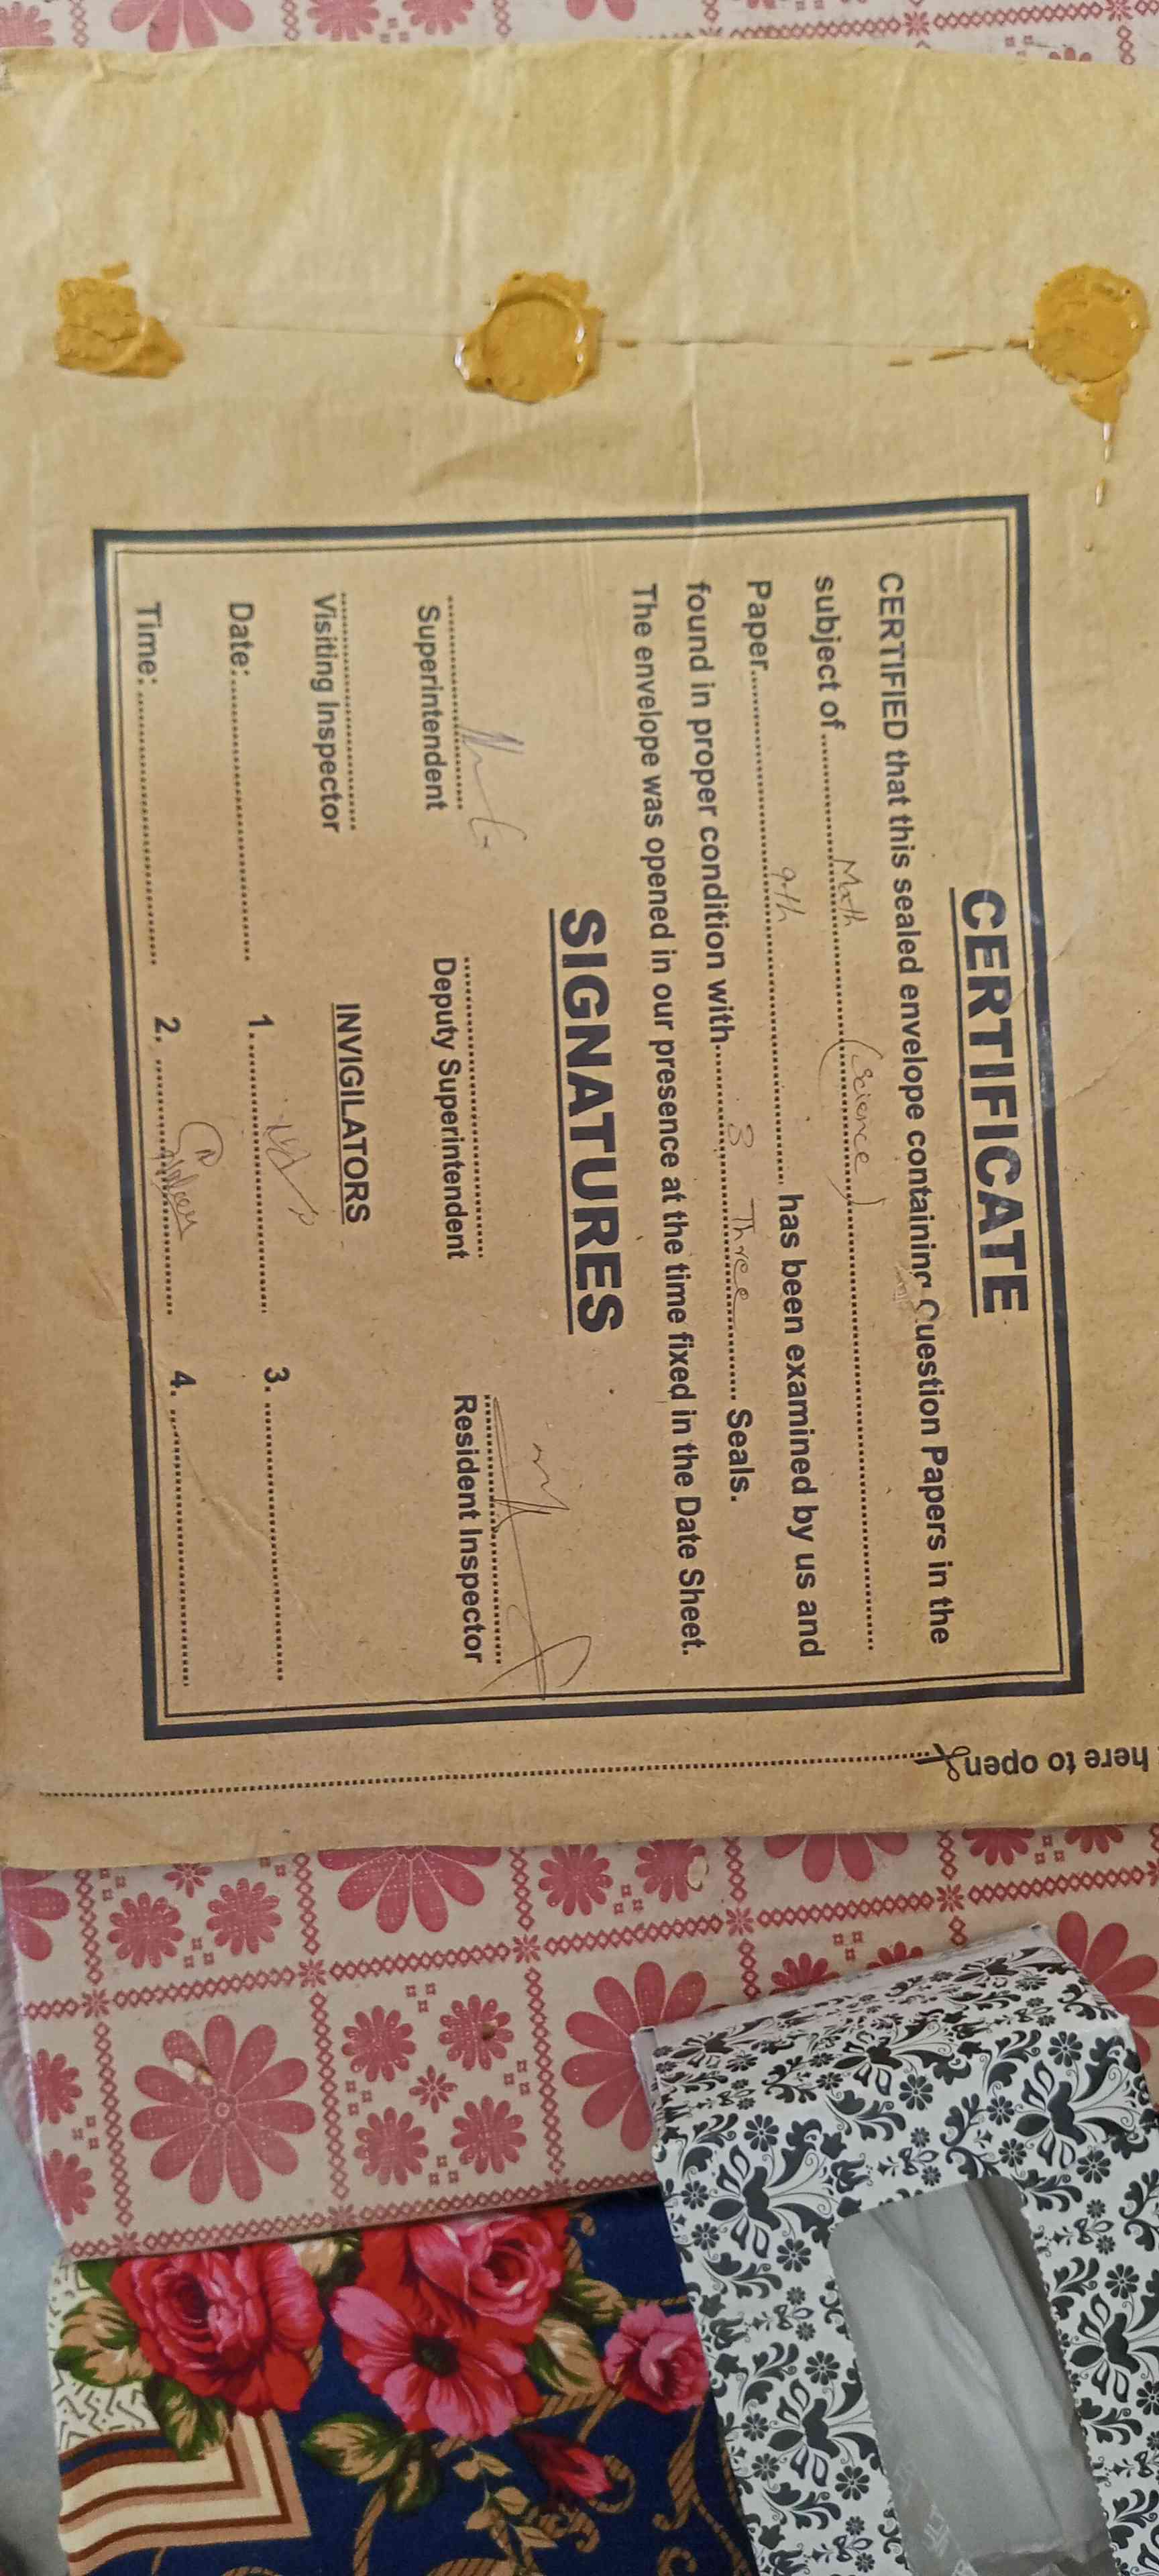 CERTIFICATE
CERTIFIED that this sealed envelope containing Question Papers in the
subject of Math (Science)
Paper 9th has been examined by us and
found in proper condition with 3 Three Seals.
The envelope was opened in our presence at the time fixed in the Date Sheet.
SIGNATURES
Superintendent Deputy Superintendent Resident Inspector
Visiting Inspector INVIGILATORS
Date: 1. 3.
Time: 2. 4.
here to open